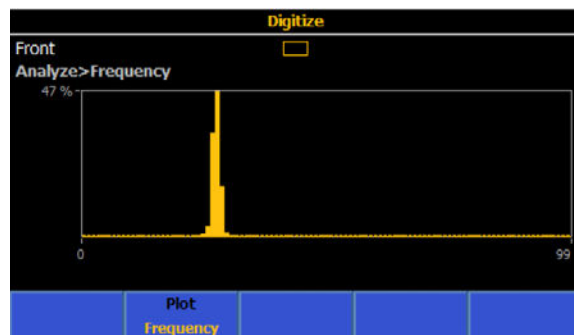 Digitize
Front
Analyze>Frequency
47 %
0
99
Plot
Frequency